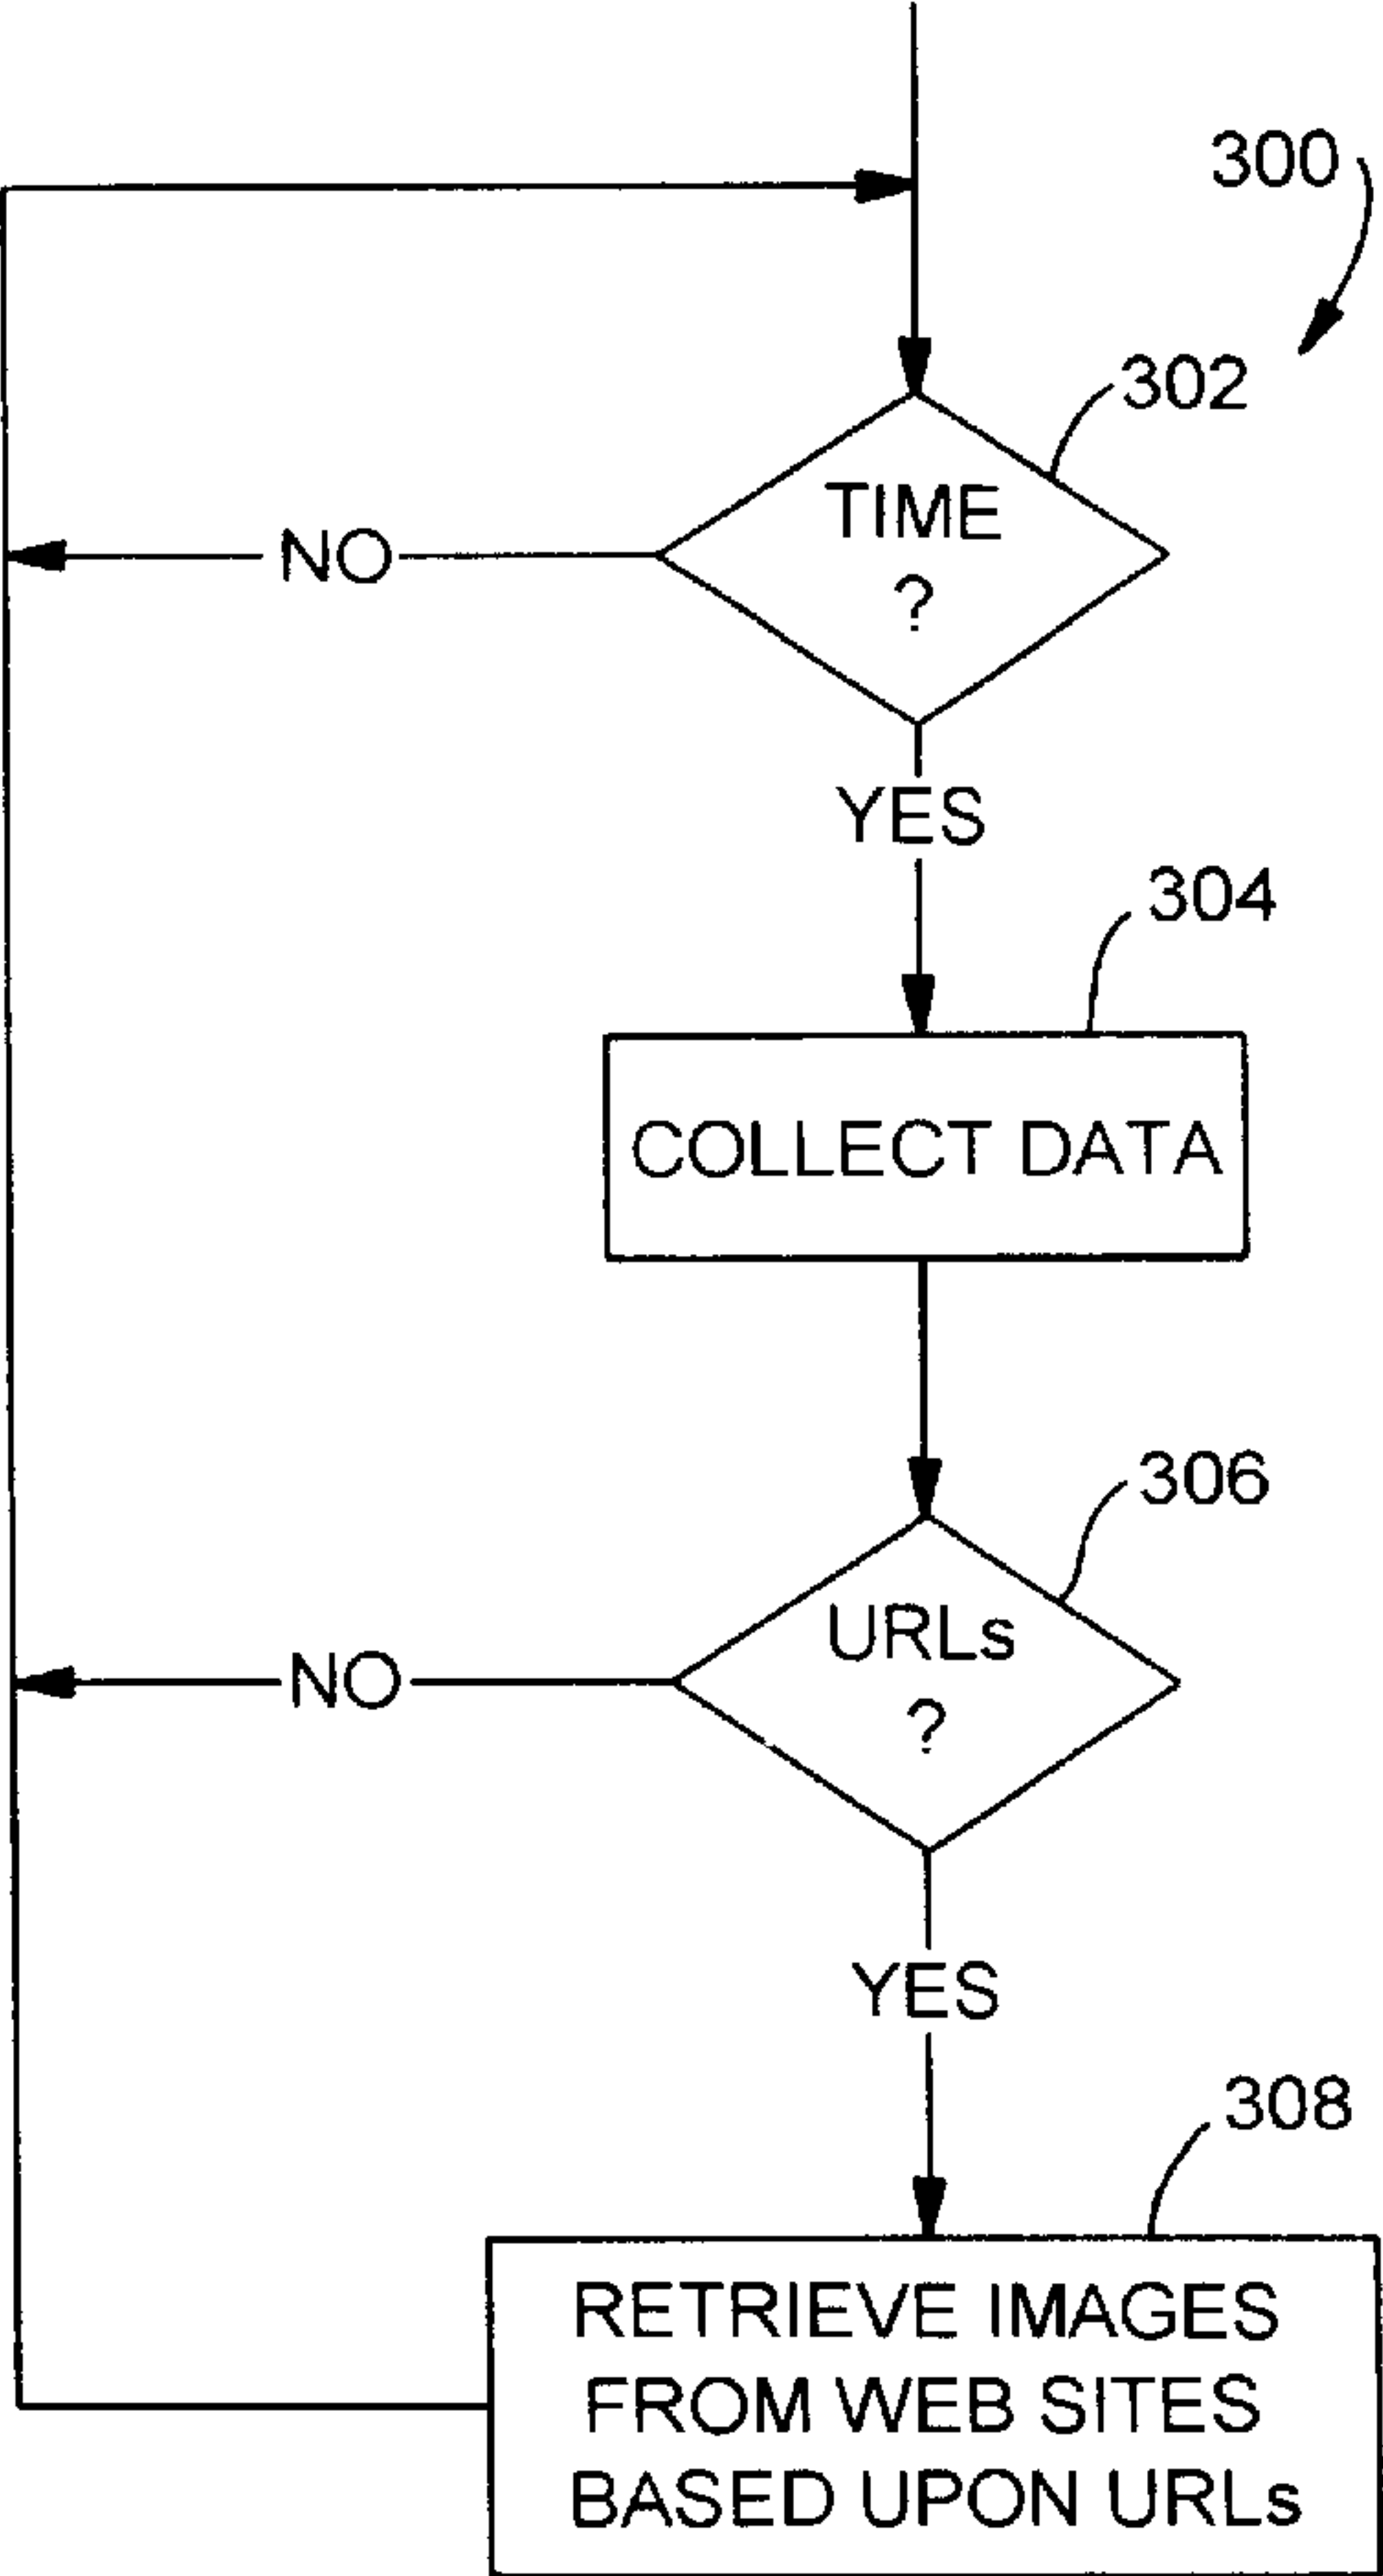 300
302
TIME
?
NO
YES
304
COLLECT DATA
306
URLs
?
NO
YES
308
RETRIEVE IMAGES
FROM WEB SITES
BASED UPON URLs